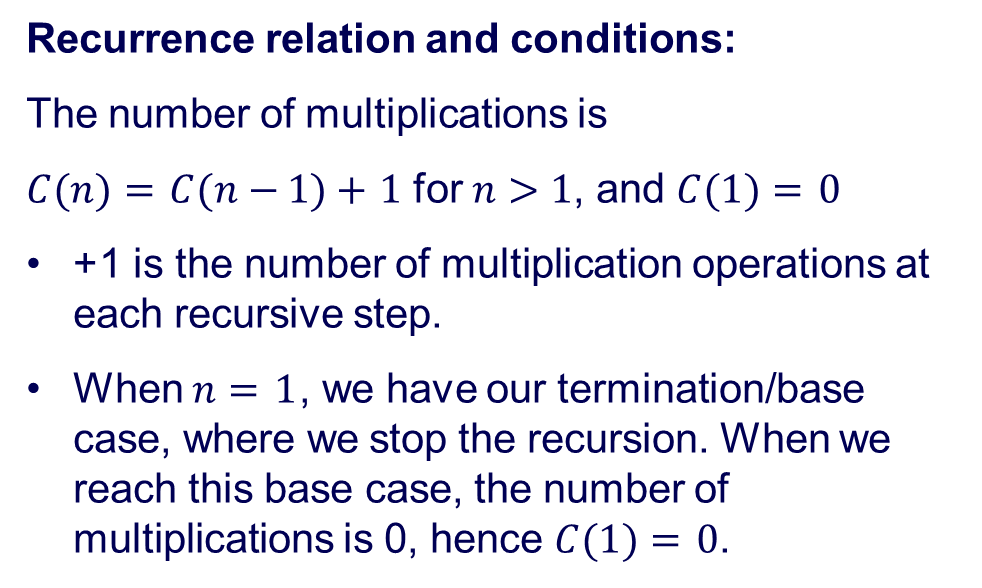 Recurrence relation and conditions:
The number of multiplications is
𝐶(𝑛) = 𝐶(𝑛 − 1) + 1 for 𝑛 > 1, and 𝐶(1) = 0
• +1 is the number of multiplication operations at
each recursive step.
• When 𝑛 = 1, we have our termination/base
case, where we stop the recursion. When we
reach this base case, the number of
multiplications is 0, hence 𝐶(1) = 0.